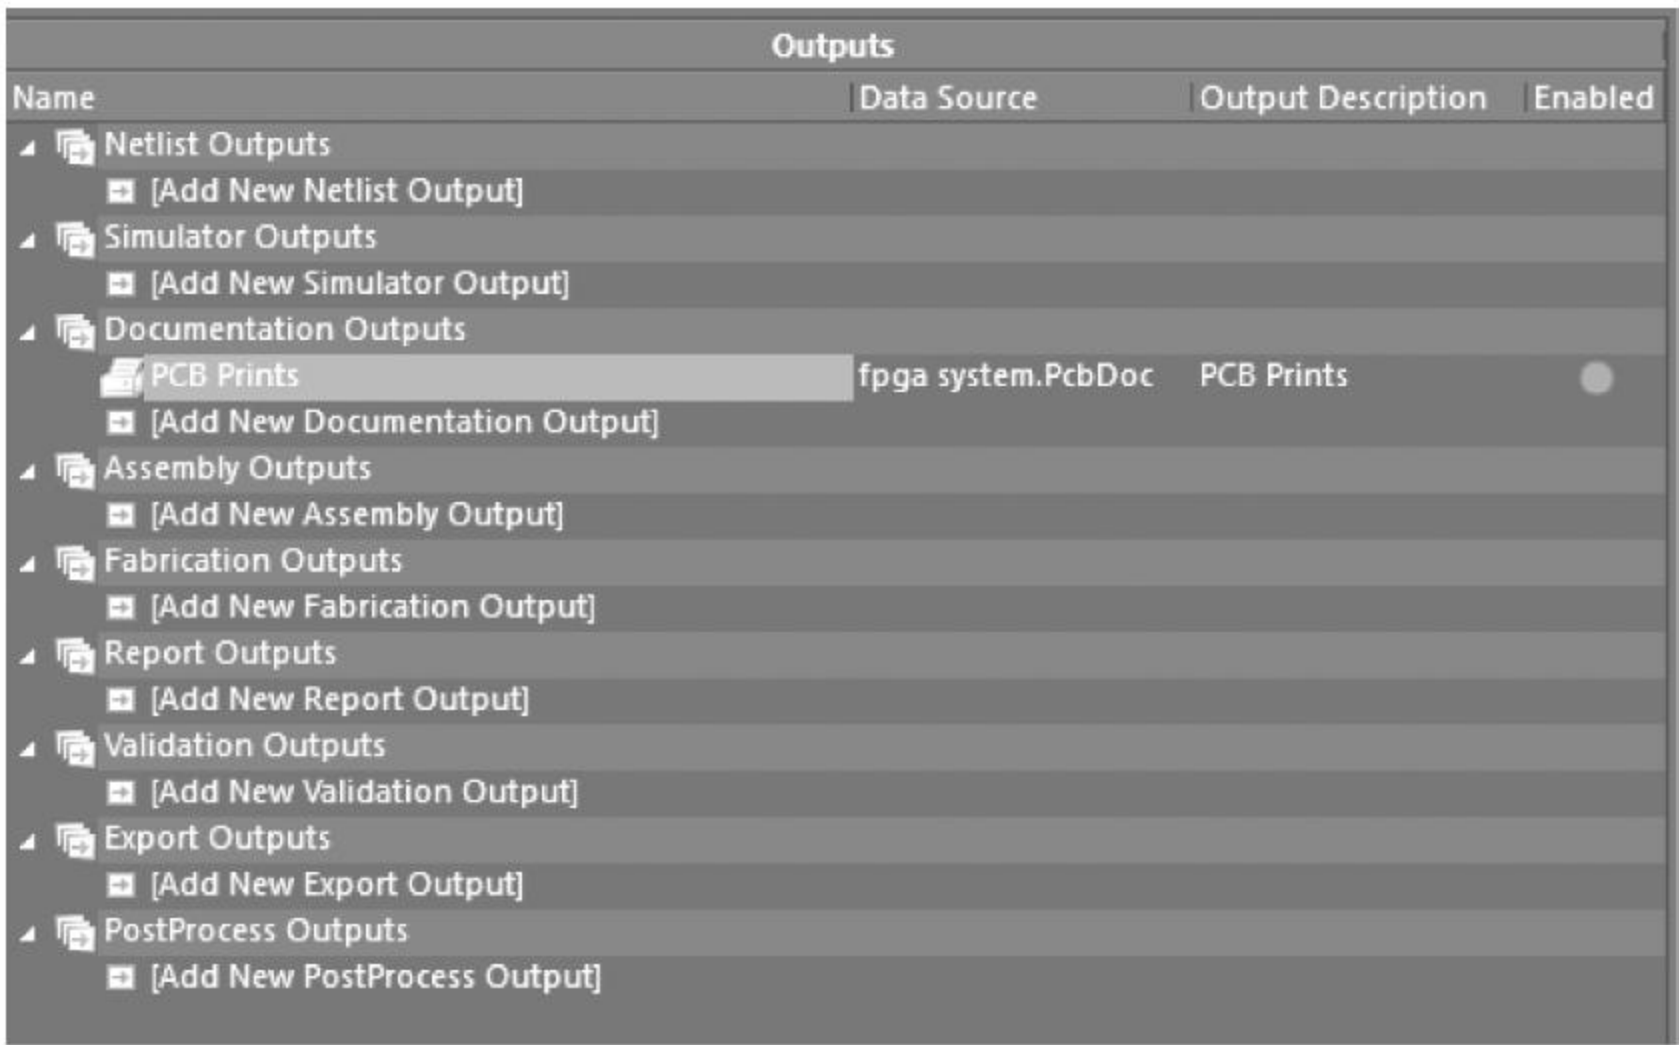 Outputs
Name Data Source Output Description Enabled
Netlist Outputs
[Add New Netlist Output]
Simulator Outputs
[Add New Simulator Output]
Documentation Outputs
PCB Prints fpga system.PcbDoc PCB Prints
[Add New Documentation Output]
Assembly Outputs
[Add New Assembly Output]
Fabrication Outputs
[Add New Fabrication Output]
Report Outputs
[Add New Report Output]
Validation Outputs
[Add New Validation Output]
Export Outputs
[Add New Export Output]
PostProcess Outputs
[Add New PostProcess Output]